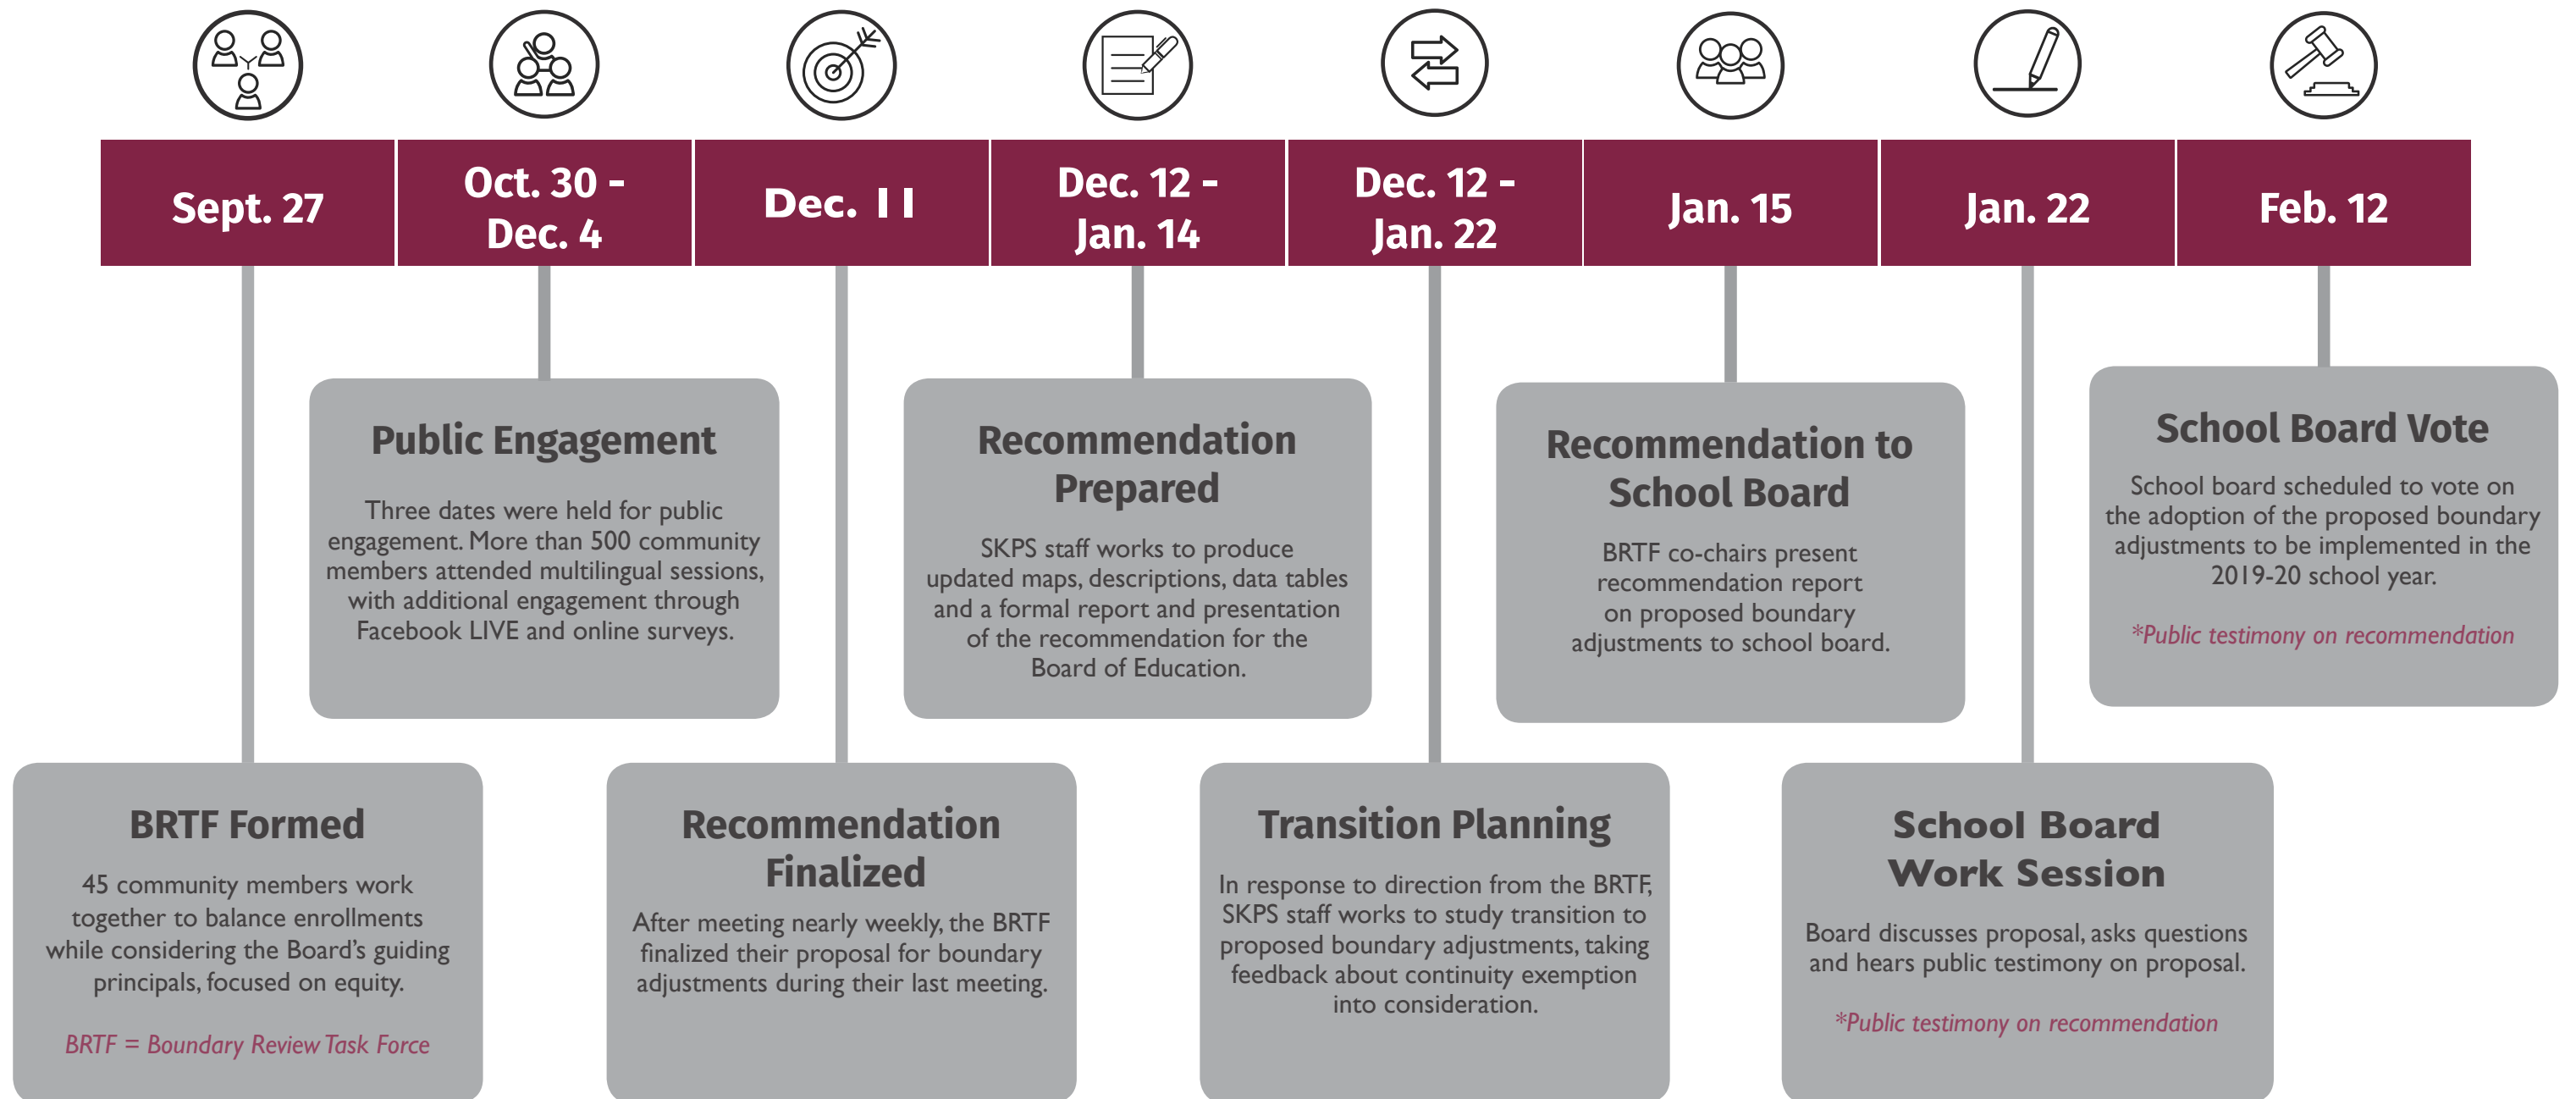 Sept. 27
Oct. 30 -
Dec. 4
Dec. 11
Dec. 12 -
Jan. 14
Dec. 12 -
Jan. 22
Jan. 15
Jan. 22
Feb. 12
BRTF Formed
45 community members work
together to balance enrollments
while considering the Board's guiding
principals, focused on equity.
BRTF = Boundary Review Task Force
Public Engagement
Three dates were held for public
engagement. More than 500 community
members attended multilingual sessions,
with additional engagement through
Facebook LIVE and online surveys.
Recommendation
Finalized
After meeting nearly weekly, the BRTF
finalized their proposal for boundary
adjustments during their last meeting.
Recommendation
Prepared
SKPS staff works to produce
updated maps, descriptions, data tables
and a formal report and presentation
of the recommendation for the
Board of Education.
Transition Planning
In response to direction from the BRTF,
SKPS staff works to study transition to
proposed boundary adjustments, taking
feedback about continuity exemption
into consideration.
Recommendation to
School Board
BRTF co-chairs present
recommendation report
on proposed boundary
adjustments to school board.
School Board
Work Session
Board discusses proposal, asks questions
and hears public testimony on proposal.
*Public testimony on recommendation
School Board Vote
School board scheduled to vote on
the adoption of the proposed boundary
adjustments to be implemented in the
2019-20 school year.
*Public testimony on recommendation